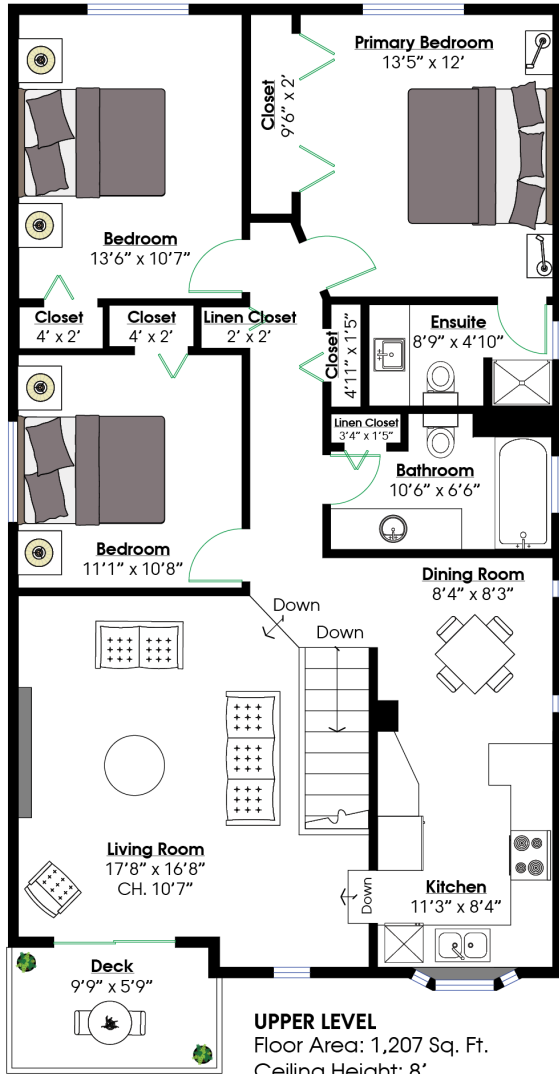 Primary Bedroom
13'5" x 12'
Closet
9'6" x 2'
Bedroom
13'6" x 10'7"
Closet
4' x 2'
Closet
4' x 2'
Linen Closet
2' x 2'
Closet
4'11" x 1'5"
Ensuite
8'9" x 4'10"
Linen Closet
3'4" x 1'5"
Bathroom
10'6" x 6'6"
Bedroom
11'1" x 10'8"
Dining Room
8'4" x 8'3"
Down
Down
Living Room
17'8" x 16'8"
CH. 10'7"
Down
Kitchen
11'3" x 8'4"
Deck
9'9" x 5'9"
UPPER LEVEL
Floor Area: 1,207 Sq. Ft.
Ceiling Height: 8'